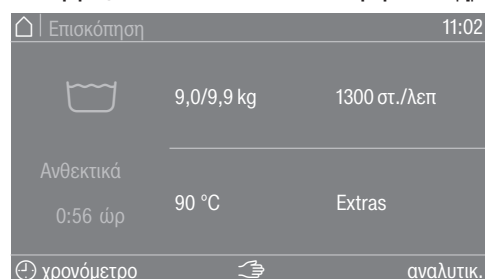 Επισκόπηση 11:02
9,0/9,9 kg 1300 στ./λεπ
Ανθεκτικά
0:56 ώρ
90 °C Extras
χρονόμετρο αναλυτικ.